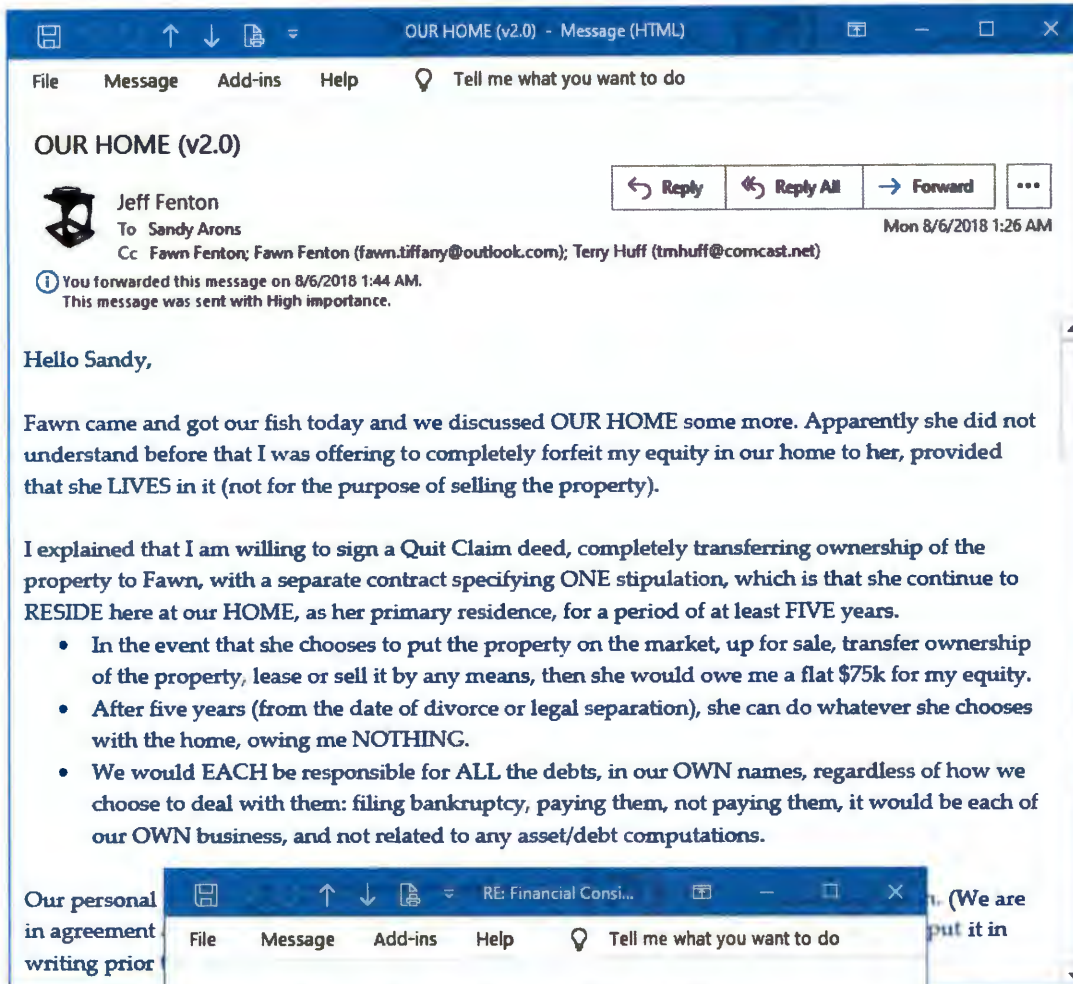 OUR HOME (v2.0) - Message (HTML)
File Message Add-ins Help Tell me what you want to do
OUR HOME (v2.0)
Reply Reply All Forward
Jeff Fenton
To Sandy Arons
Mon 8/6/2018 1:26 AM
Cc Fawn Fenton; Fawn Fenton (fawn.tiffany@outlook.com); Terry Huff (tmhuff@comcast.net)
You forwarded this message on 8/6/2018 1:44 AM.
This message was sent with High importance.
Hello Sandy,
Fawn came and got our fish today and we discussed OUR HOME some more. Apparently she did not
understand before that I was offering to completely forfeit my equity in our home to her, provided
that she LIVES in it (not for the purpose of selling the property).
I explained that I am willing to sign a Quit Claim deed, completely transferring ownership of the
property to Fawn, with a separate contract specifying ONE stipulation, which is that she continue to
RESIDE here at our HOME, as her primary residence, for a period of at least FIVE years.
• In the event that she chooses to put the property on the market, up for sale, transfer ownership
of the property, lease or sell it by any means, then she would owe me a flat $75k for my equity.
• After five years (from the date of divorce or legal separation), she can do whatever she chooses
with the home, owing me NOTHING.
• We would EACH be responsible for ALL the debts, in our OWN names, regardless of how we
choose to deal with them: filing bankruptcy, paying them, not paying them, it would be each of
our OWN business, and not related to any asset/debt computations.
Our personal (We are
in agreement put it in
writing prior
RE: Financial Consi...
File Message Add-ins Help Tell me what you want to do